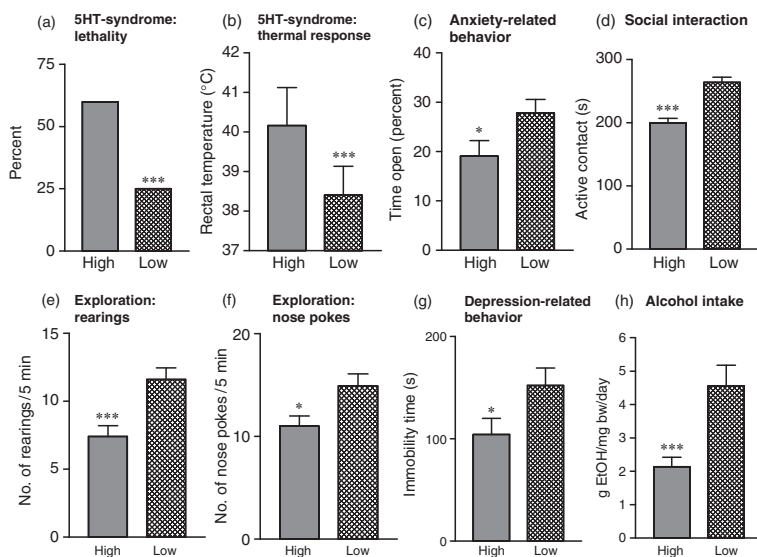 (a) 5HT-syndrome:
lethality
Percent
75
50
25
0
High Low
***
(b) 5HT-syndrome:
thermal response
Rectal temperature (°C)
42
41
40
39
38
37
High Low
***
(c) Anxiety-related
behavior
Time open (percent)
40
30
20
10
0
High Low
*
(d) Social interaction
Active contact (s)
300
200
100
0
High Low
***
(e) Exploration:
rearings
No. of rearings/5 min
15
10
5
0
High Low
***
(f) Exploration:
nose pokes
No. of nose pokes/5 min
20
10
0
High Low
*
(g) Depression-related
behavior
Immobility time (s)
200
100
0
High Low
*
(h) Alcohol intake
g EtOH/mg bw/day
6
5
4
3
2
1
0
High Low
***